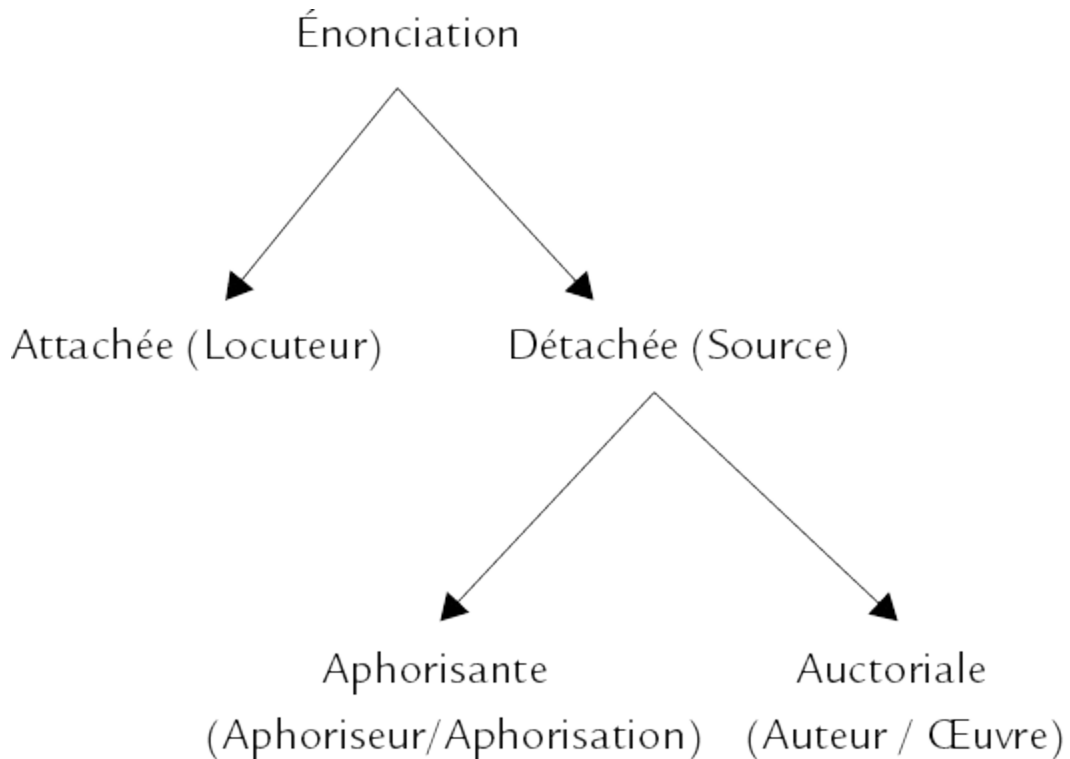 Énonciation
Attachée (Locuteur)
Détachée (Source)
Aphorisante
(Aphoriseur/Aphorisation)
Auctoriale
(Auteur / Œuvre)